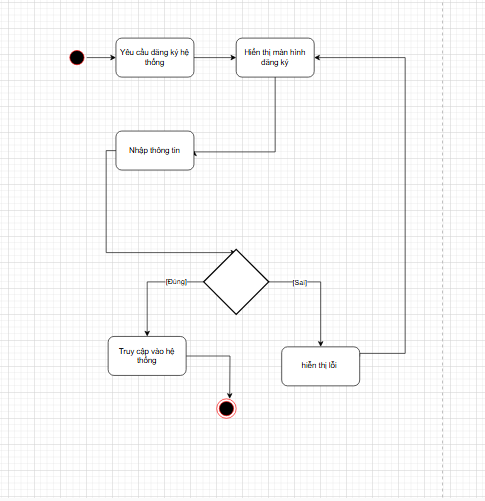 Yêu cầu đăng ký hệ
thống
Hiển thị màn hình
đăng ký
Nhập thông tin
[Đúng]
[Sai]
Truy cập vào hệ
thống
hiển thị lỗi